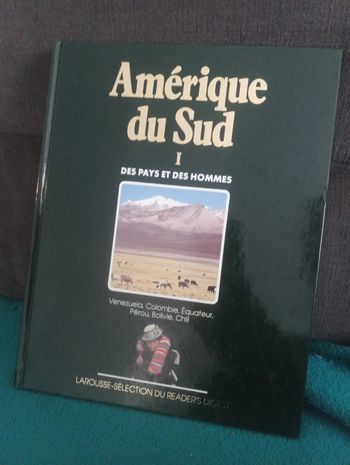 Amérique
du Sud
I
DES PAYS ET DES HOMMES
Venezuela, Colombie, Équateur,
Pérou, Bolivie, Chili
LAROUSSE-SÉLECTION DU READER'S DIGEST